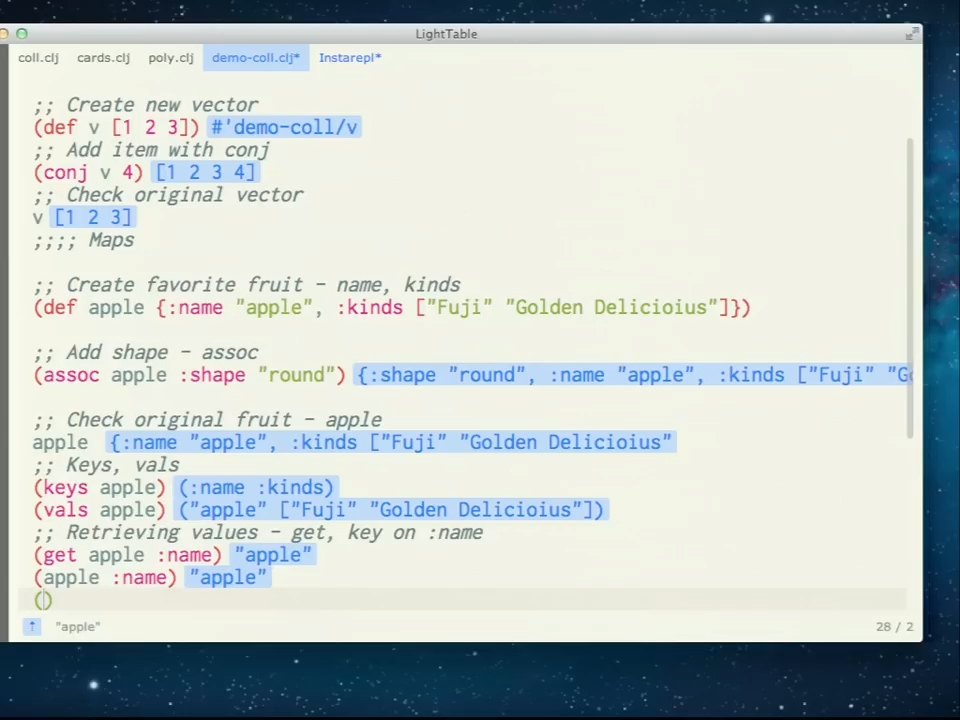 LightTable
coll.clj cards.clj poly.clj demo-coll.clj* Instarepl*
;; Create new vector
(def v [1 2 3]) #'demo-coll/v
;; Add item with conj
(conj v 4) [1 2 3 4]
;; Check original vector
v [1 2 3]
;;;; Maps
;; Create favorite fruit - name, kinds
(def apple {:name "apple", :kinds ["Fuji" "Golden Delicioius"]})
;; Add shape - assoc
(assoc apple :shape "round") {:shape "round", :name "apple", :kinds ["Fuji" "G
;; Check original fruit - apple
apple {:name "apple", :kinds ["Fuji" "Golden Delicioius"
;; Keys, vals
(keys apple) (:name :kinds)
(vals apple) ("apple" ["Fuji" "Golden Delicioius"])
;; Retrieving values - get, key on :name
(get apple :name) "apple"
(apple :name) "apple"
()
↑ "apple" 28 / 2